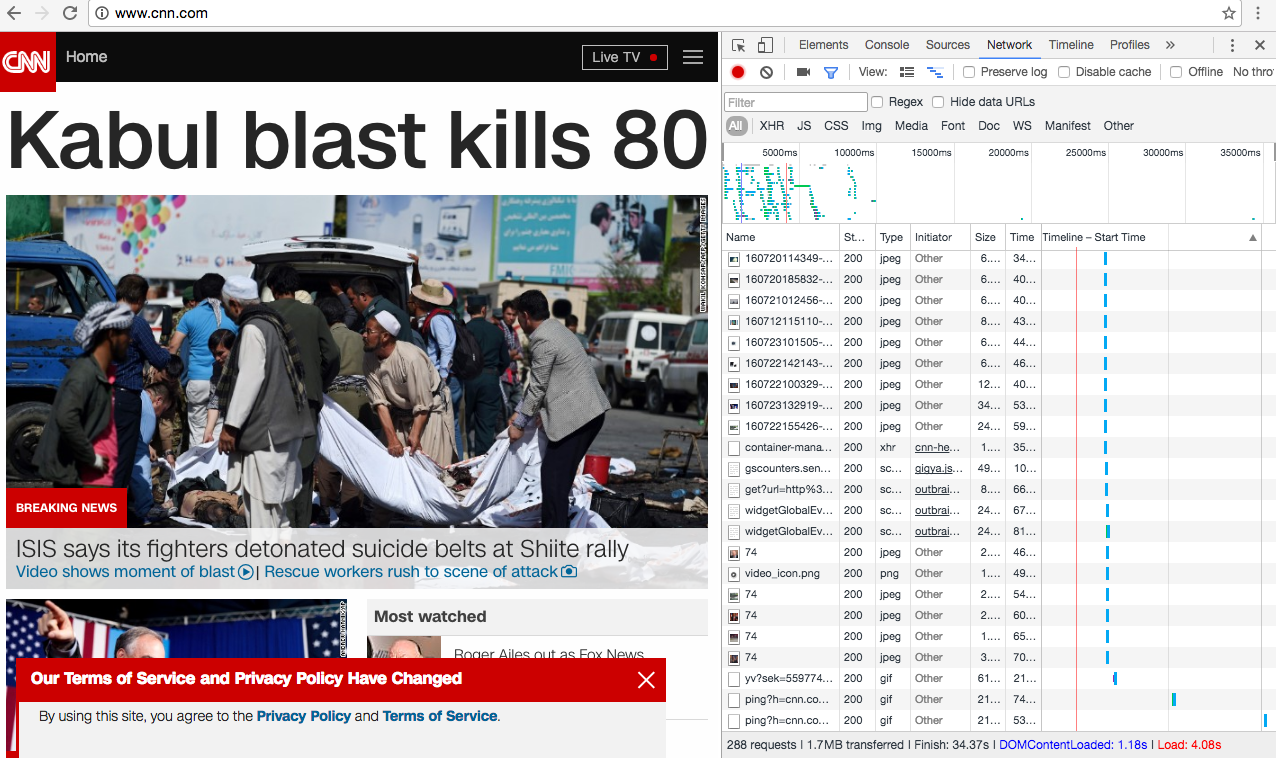 www.cnn.com
CNN Home Live TV
Kabul blast kills 80
BREAKING NEWS
ISIS says its fighters detonated suicide belts at Shiite rally
Video shows moment of blast | Rescue workers rush to scene of attack
Most watched
Roger Ailes out as Fox News
Our Terms of Service and Privacy Policy Have Changed
By using this site, you agree to the Privacy Policy and Terms of Service.
Elements Console Sources Network Timeline Profiles »
View: Preserve log Disable cache Offline No thro
Filter Regex Hide data URLs
All XHR JS CSS Img Media Font Doc WS Manifest Other
5000ms 10000ms 15000ms 20000ms 25000ms 30000ms 35000ms
Name St... Type Initiator Size Time Timeline – Start Time
160720114349-... 200 jpeg Other 6.... 34...
160720185832-... 200 jpeg Other 6.... 40...
160721012456-... 200 jpeg Other 6.... 40...
160712115110-... 200 jpeg Other 8.... 43...
160723101505-... 200 jpeg Other 6.... 44...
160722142143-... 200 jpeg Other 6.... 46...
160722100329-... 200 jpeg Other 12... 40...
160723132919-... 200 jpeg Other 34... 53...
160722155426-... 200 jpeg Other 24... 59...
container-mana... 200 xhr cnn-he... 1.... 35...
gscounters.sen... 200 sc... gigya.js... 49... 10...
get?url=http%3... 200 sc... outbrai... 8.... 66...
widgetGlobalEv... 200 sc... outbrai... 24... 67...
widgetGlobalEv... 200 sc... outbrai... 24... 81...
74 200 jpeg Other 2.... 46...
video_icon.png 200 png Other 1.... 49...
74 200 jpeg Other 2.... 54...
74 200 jpeg Other 6.... 60...
74 200 jpeg Other 1.... 65...
74 200 jpeg Other 3.... 70...
yv?sek=559774... 200 gif Other 61... 21...
ping?h=cnn.co... 200 gif Other 21... 74...
ping?h=cnn.co... 200 gif Other 21... 53...
288 requests | 1.7MB transferred | Finish: 34.37s | DOMContentLoaded: 1.18s | Load: 4.08s